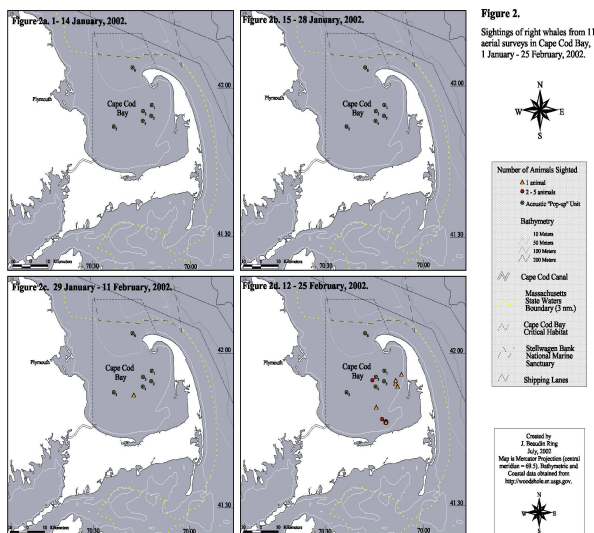 Figure 2a. 1- 14 January, 2002.
Plymouth
Cape Cod
Bay
10 Kilometers
70:30
70:00
Figure 2b. 15 - 28 January, 2002.
Plymouth
Cape Cod
Bay
42:00
41:30
10 Kilometers
70:30
70:00
Figure 2c. 29 January - 11 February, 2002.
Plymouth
Cape Cod
Bay
10 Kilometers
70:30
70:00
Figure 2d. 12 - 25 February, 2002.
Plymouth
Cape Cod
Bay
42:00
41:30
10 Kilometers
70:30
70:00
Figure 2.
Sightings of right whales from 11
aerial surveys in Cape Cod Bay,
1 January - 25 February, 2002.
N
W E
S
Number of Animals Sighted
1 animal
2 - 5 animals
Acoustic "Pop-up" Unit
Bathymetry
10 Meters
50 Meters
100 Meters
200 Meters
Cape Cod Canal
Massachusetts
State Waters
Boundary (3 nm.)
Cape Cod Bay
Critical Habitat
Stellwagen Bank
National Marine
Sanctuary
Shipping Lanes
Created by
J. Beaudin Ring
July, 2002
Map is Mercator Projection (central
meridian = 69.5). Bathymetric and
Coastal data obtained from
http://woodshole.er.usgs.gov.
N
W E
S